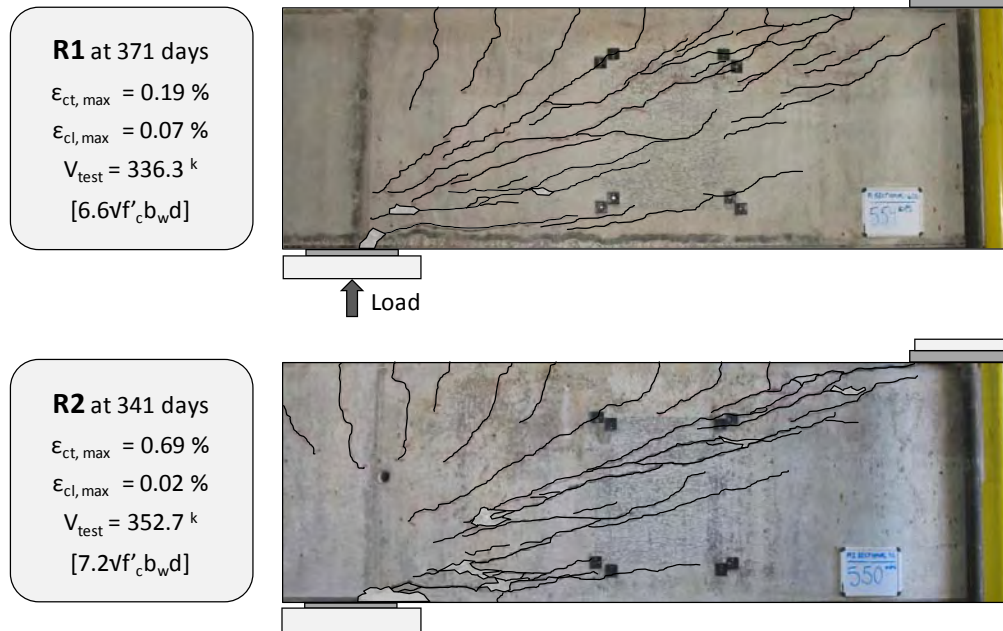 R1 at 371 days
εct, max = 0.19 %
εcl, max = 0.07 %
Vtest = 336.3 k
[6.6√f'cbwd]
Load
R2 at 341 days
εct, max = 0.69 %
εcl, max = 0.02 %
Vtest = 352.7 k
[7.2√f'cbwd]
550